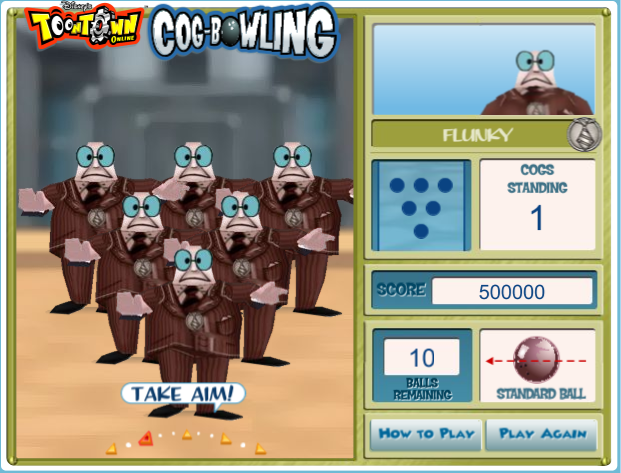 Disney's
TOONTOWN
ONLINE
COG-BOWLING
FLUNKY
COGS
STANDING
1
SCORE 500000
10
BALLS
REMAINING
STANDARD BALL
TAKE AIM!
HOW TO PLAY PLAY AGAIN